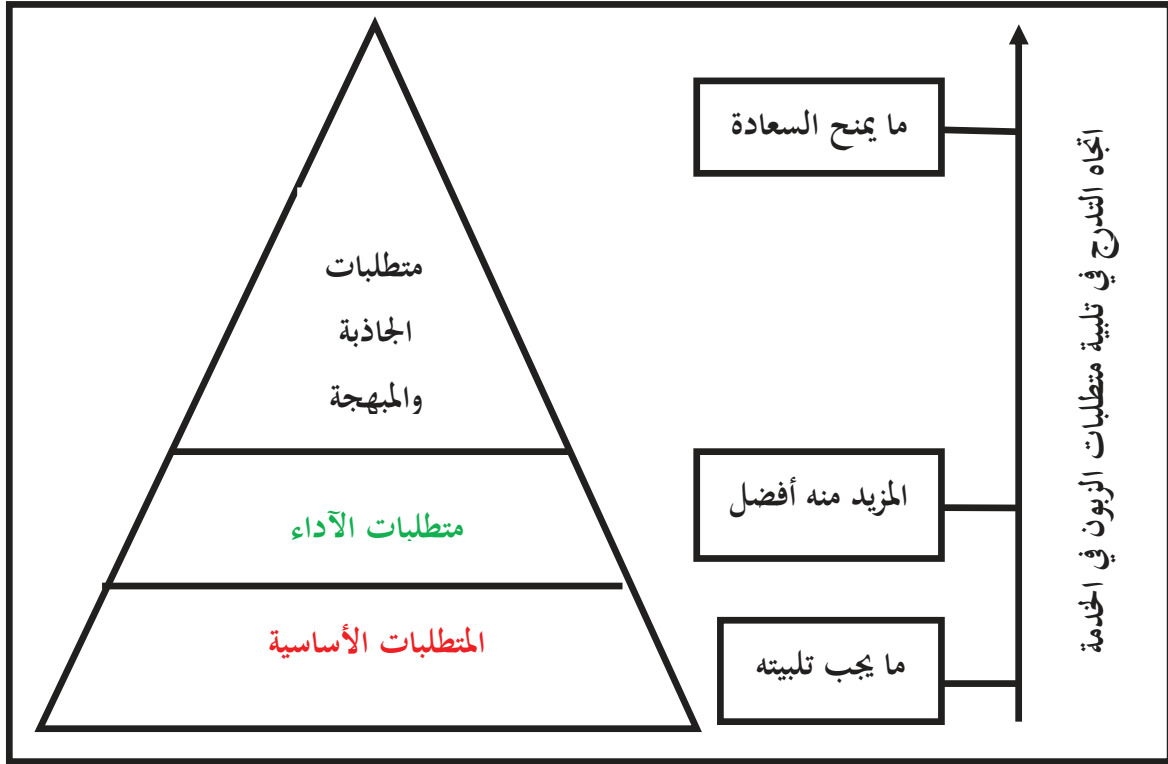 ما يمنح السعادة
متطلبات
الجاذبة
والمبهجة
المزيد منه أفضل
متطلبات الآداء
المتطلبات الأساسية
ما يجب تلبيته
اتجاه التدرج في تلبية متطلبات الزبون في الخدمة